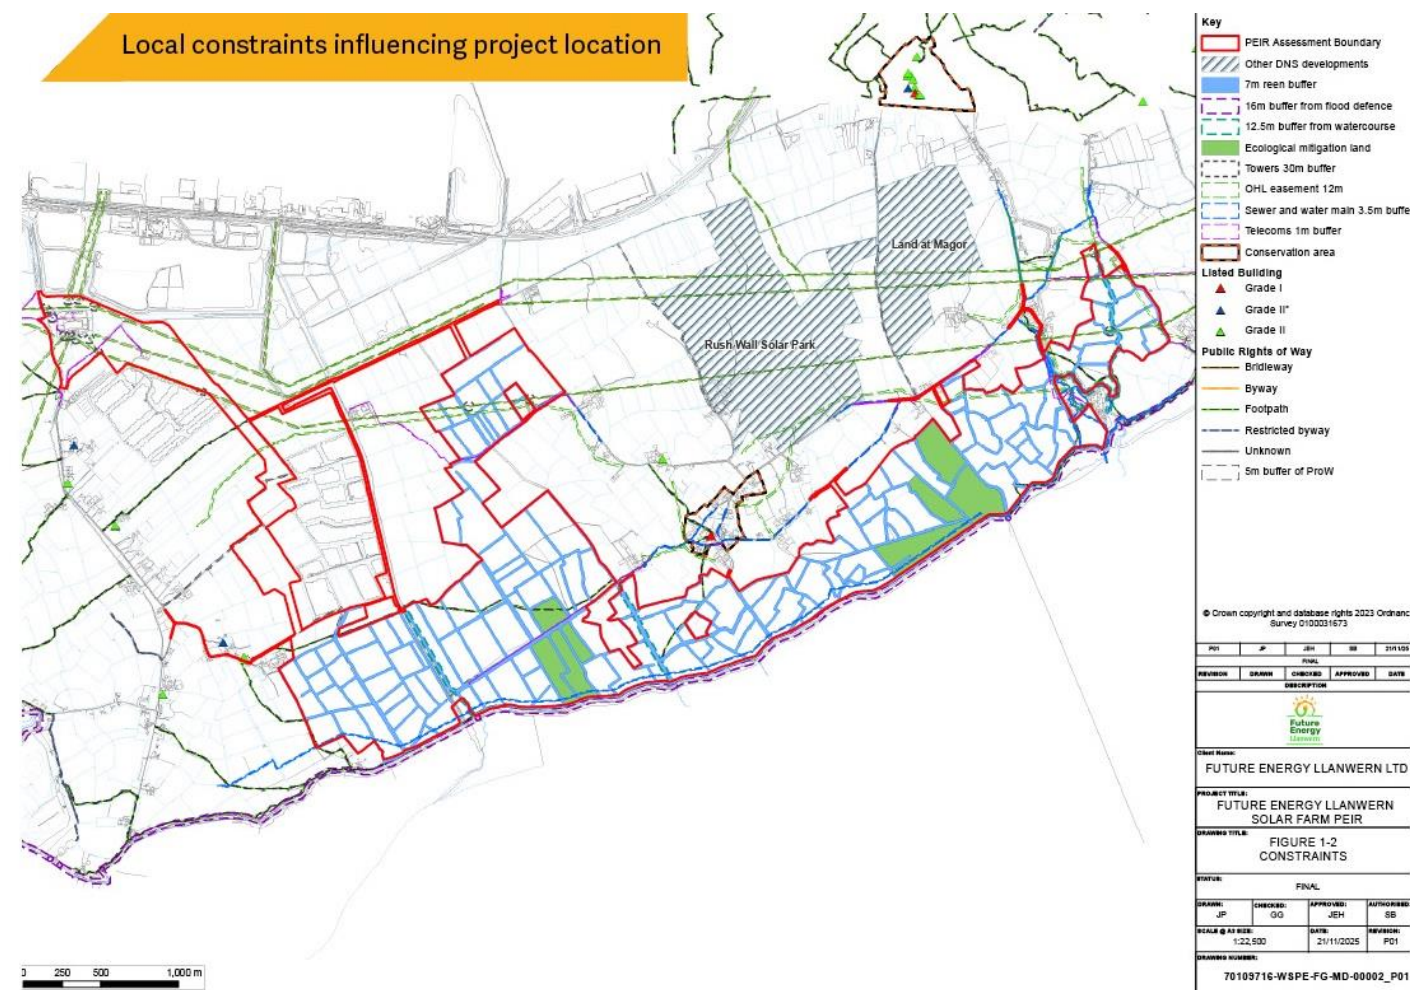 Local constraints influencing project location
Land at Magor
Rush Wall Solar Park
250
500
1,000 m
Key
PEIR Assessment Boundary
Other DNS developments
7m reen buffer
16m buffer from flood defence
12.5m buffer from watercourse
Ecological mitigation land
Towers 30m buffer
OHL easement 12m
Sewer and water main 3.5m buffe
Telecoms 1m buffer
Conservation area
Listed Building
Grade I
Grade II*
Grade II
Public Rights of Way
Bridleway
Byway
Footpath
Restricted byway
Unknown
5m buffer of ProW
© Crown copyright and database rights 2023 Ordnanc
Survey 0100031673
P01 JP JEH SB 21/11/25
FINAL
REVISION DRAWN CHECKED APPROVED DATE
DESCRIPTION
Future
Energy
Llanwern
Client Name:
FUTURE ENERGY LLANWERN LTD
PROJECT TITLE:
FUTURE ENERGY LLANWERN
SOLAR FARM PEIR
DRAWING TITLE:
FIGURE 1-2
CONSTRAINTS
STATUS:
FINAL
DRAWN: CHECKED: APPROVED: AUTHORISED
JP GG JEH SB
SCALE @ A3 SIZE: DATE: REVISION:
1:22,500 21/11/2025 P01
DRAWING NUMBER:
70109716-WSPE-FG-MD-00002_P01